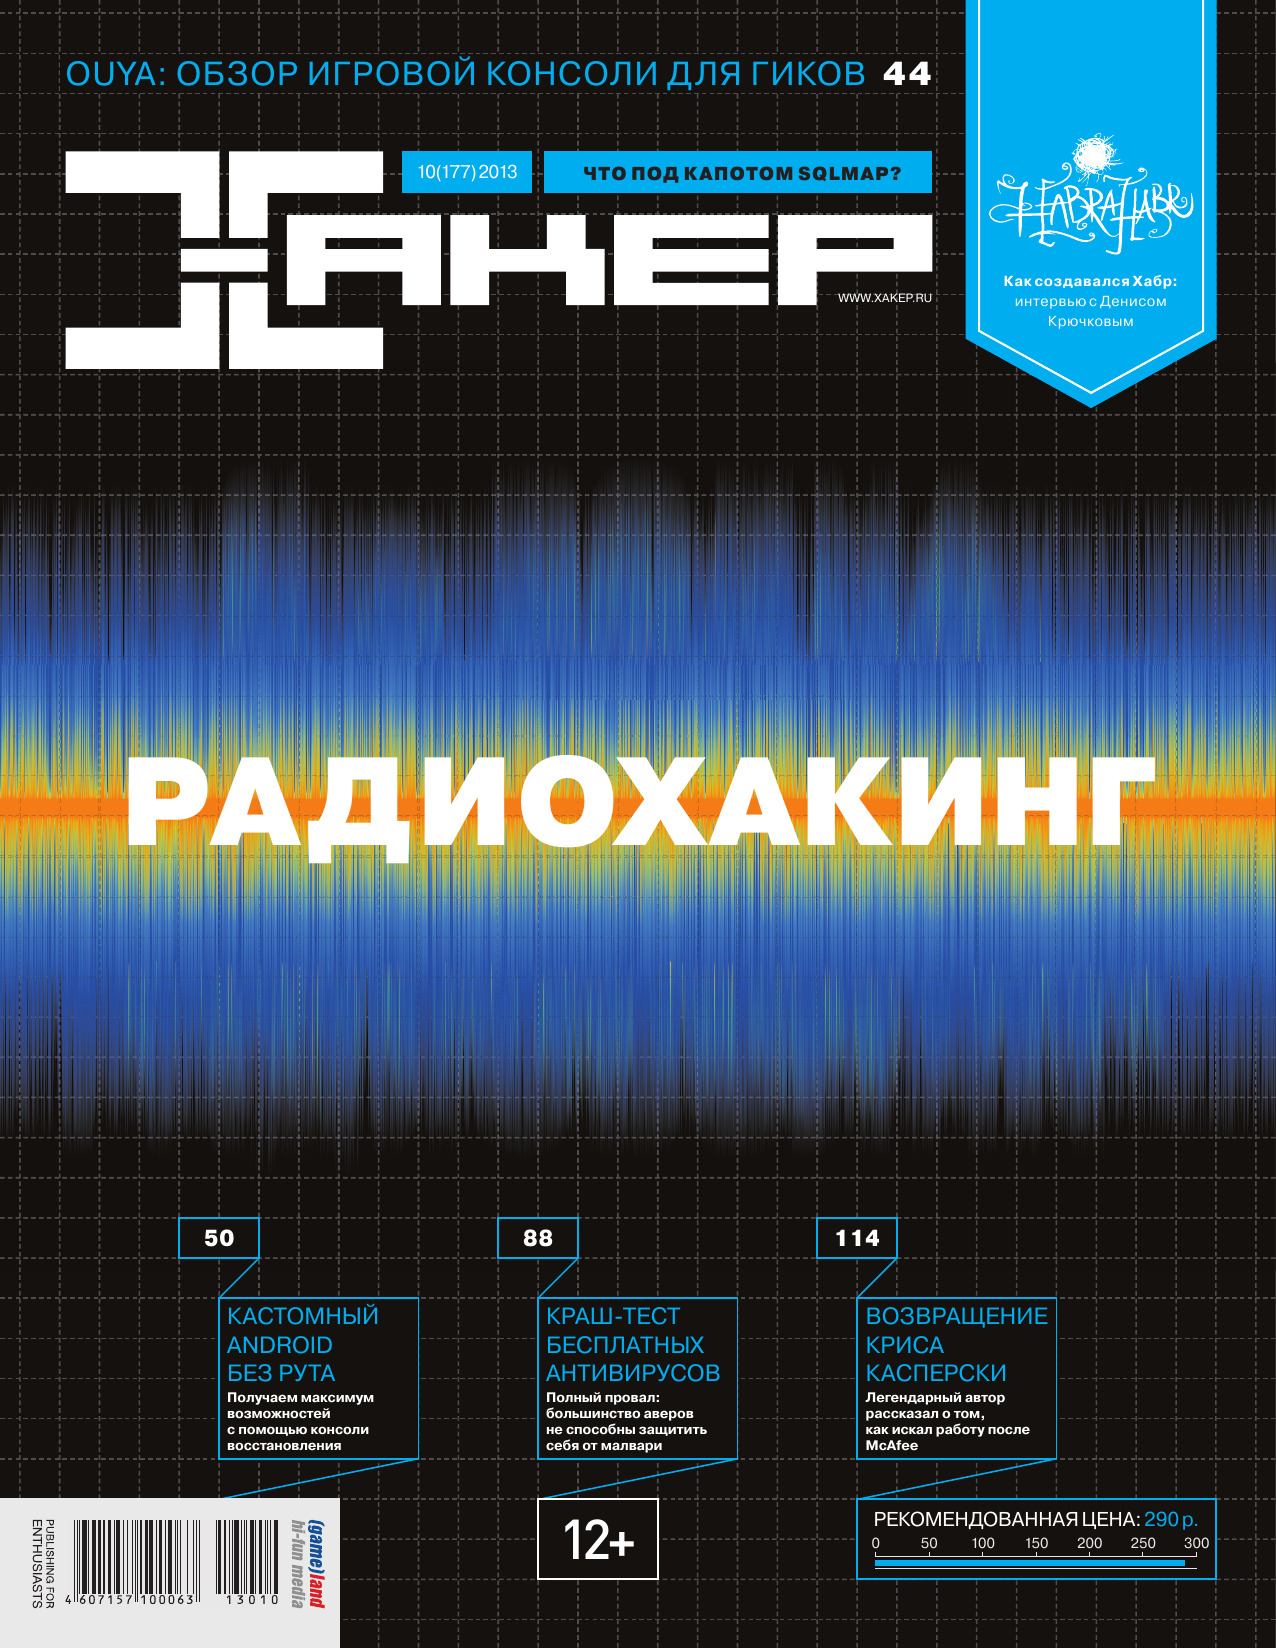 OUYA: ОБЗОР ИГРОВОЙ КОНСОЛИ ДЛЯ ГИКОВ 44
10(177)2013
ЧТО ПОД КАПОТОМ SQLMAP?
ХАКЕР
WWW.XAKEP.RU
HABRAHABR
Как создавался Хабр:
интервью с Денисом
Крючковым
РАДИОХАКИНГ
50
КАСТОМНЫЙ
ANDROID
БЕЗ РУТА
Получаем максимум
возможностей
с помощью консоли
восстановления
88
КРАШ-ТЕСТ
БЕСПЛАТНЫХ
АНТИВИРУСОВ
Полный провал:
большинство аверов
не способны защитить
себя от малвари
114
ВОЗВРАЩЕНИЕ
КРИСА
КАСПЕРСКИ
Легендарный автор
рассказал о том,
как искал работу после
McAfee
PUBLISHING FOR
ENTHUSIASTS
4 607157 100063
13010
(game)land
hi-fun media
12+
РЕКОМЕНДОВАННАЯ ЦЕНА: 290 р.
0 50 100 150 200 250 300